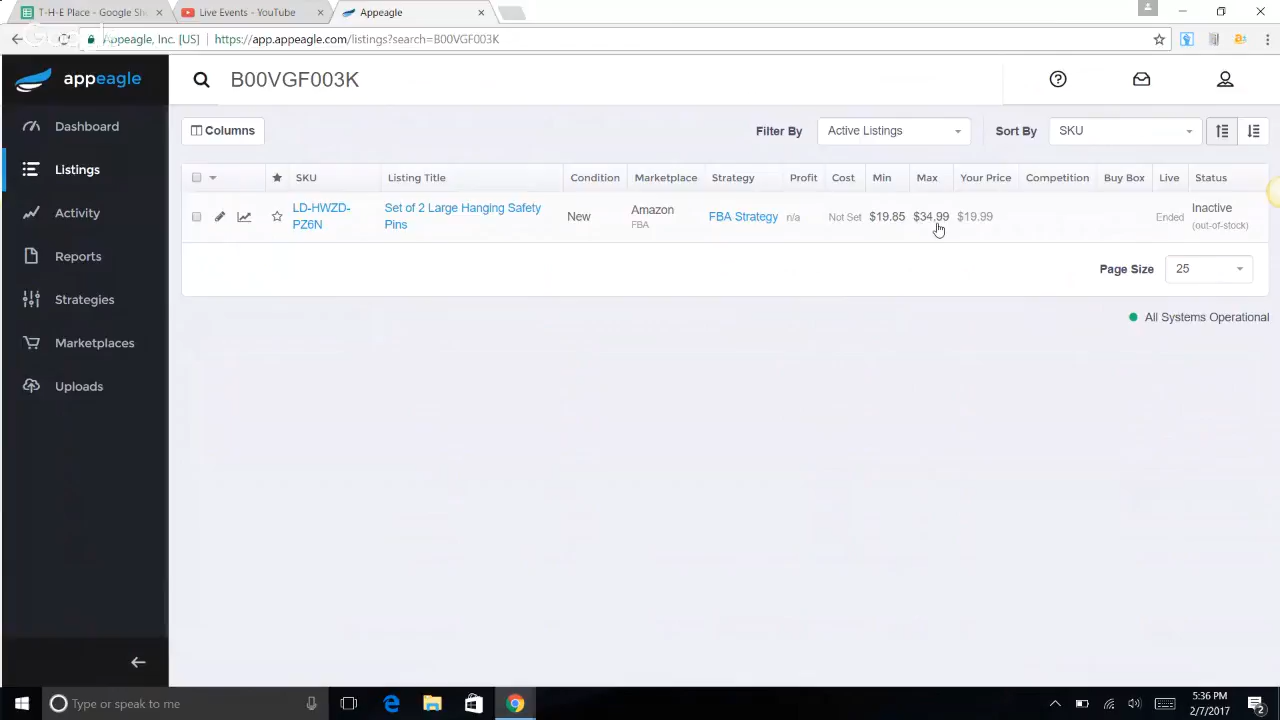 T-H-E Place - Google She
Live Events - YouTube
Appeagle
Appeagle, Inc. [US]
https://app.appeagle.com/listings?search=B00VGF003K
appeagle
B00VGF003K
Dashboard
Listings
Activity
Reports
Strategies
Marketplaces
Uploads
Columns
Filter By
Active Listings
Sort By
SKU
SKU Listing Title Condition Marketplace Strategy Profit Cost Min Max Your Price Competition Buy Box Live Status
LD-HWZD-
PZ6N
Set of 2 Large Hanging Safety
Pins
New
Amazon
FBA
FBA Strategy
n/a
Not Set
$19.85
$34.99
$19.99
Ended
Inactive
(out-of-stock)
Page Size
25
All Systems Operational
Type or speak to me
5:36 PM
2/7/2017
2